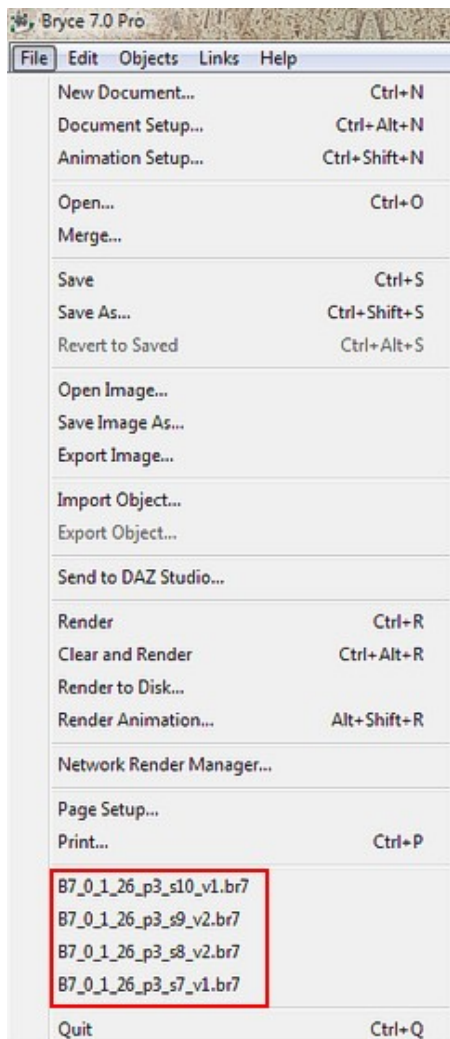 Bryce 7.0 Pro
File Edit Objects Links Help
New Document... Ctrl+N
Document Setup... Ctrl+Alt+N
Animation Setup... Ctrl+Shift+N
Open... Ctrl+O
Merge...
Save Ctrl+S
Save As... Ctrl+Shift+S
Revert to Saved Ctrl+Alt+S
Open Image...
Save Image As...
Export Image...
Import Object...
Export Object...
Send to DAZ Studio...
Render Ctrl+R
Clear and Render Ctrl+Alt+R
Render to Disk...
Render Animation... Alt+Shift+R
Network Render Manager...
Page Setup...
Print... Ctrl+P
B7_0_1_26_p3_s10_v1.br7
B7_0_1_26_p3_s9_v2.br7
B7_0_1_26_p3_s8_v2.br7
B7_0_1_26_p3_s7_v1.br7
Quit Ctrl+Q